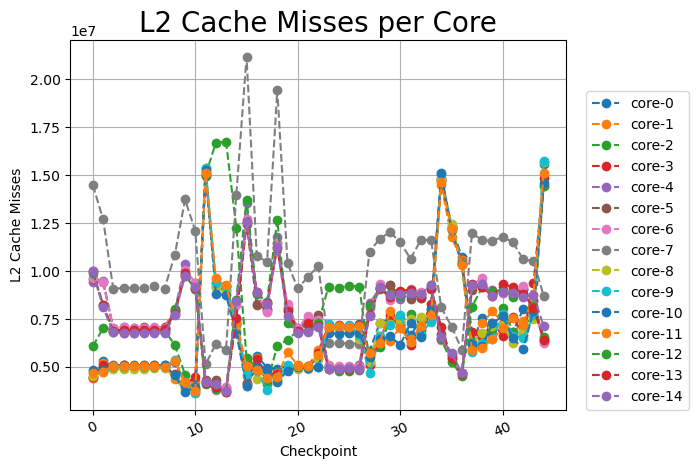 L2 Cache Misses per Core
1e7
2.00
1.75
1.50
1.25
1.00
0.75
0.50
L2 Cache Misses
0
10
20
30
40
Checkpoint
core-0
core-1
core-2
core-3
core-4
core-5
core-6
core-7
core-8
core-9
core-10
core-11
core-12
core-13
core-14